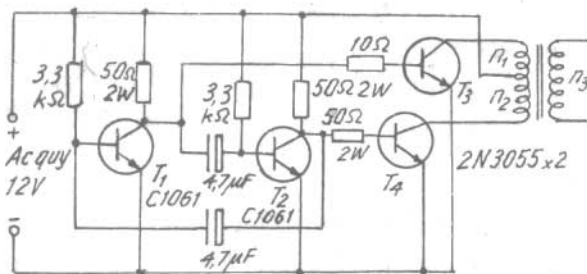 3,3
kΩ
50Ω
2W
10Ω
2W
T3
n1
n2
n3
+
Acquy
12V
−
T1
C1061
4,7µF
3,3
kΩ
T2
C1061
50Ω
2W
50Ω
2W
T4
2N3055x2
4,7µF